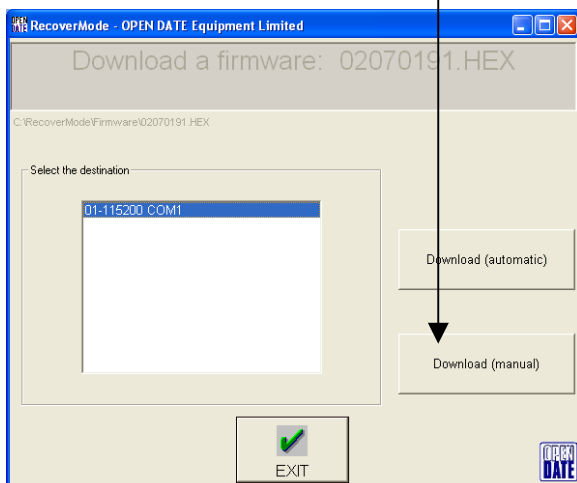 RecoverMode - OPEN DATE Equipment Limited
Download a firmware: 02070191.HEX
C:\RecoverMode\Firmware\02070191.HEX
Select the destination
01-115200 COM1
Download (automatic)
Download (manual)
EXIT
OPEN
DATE